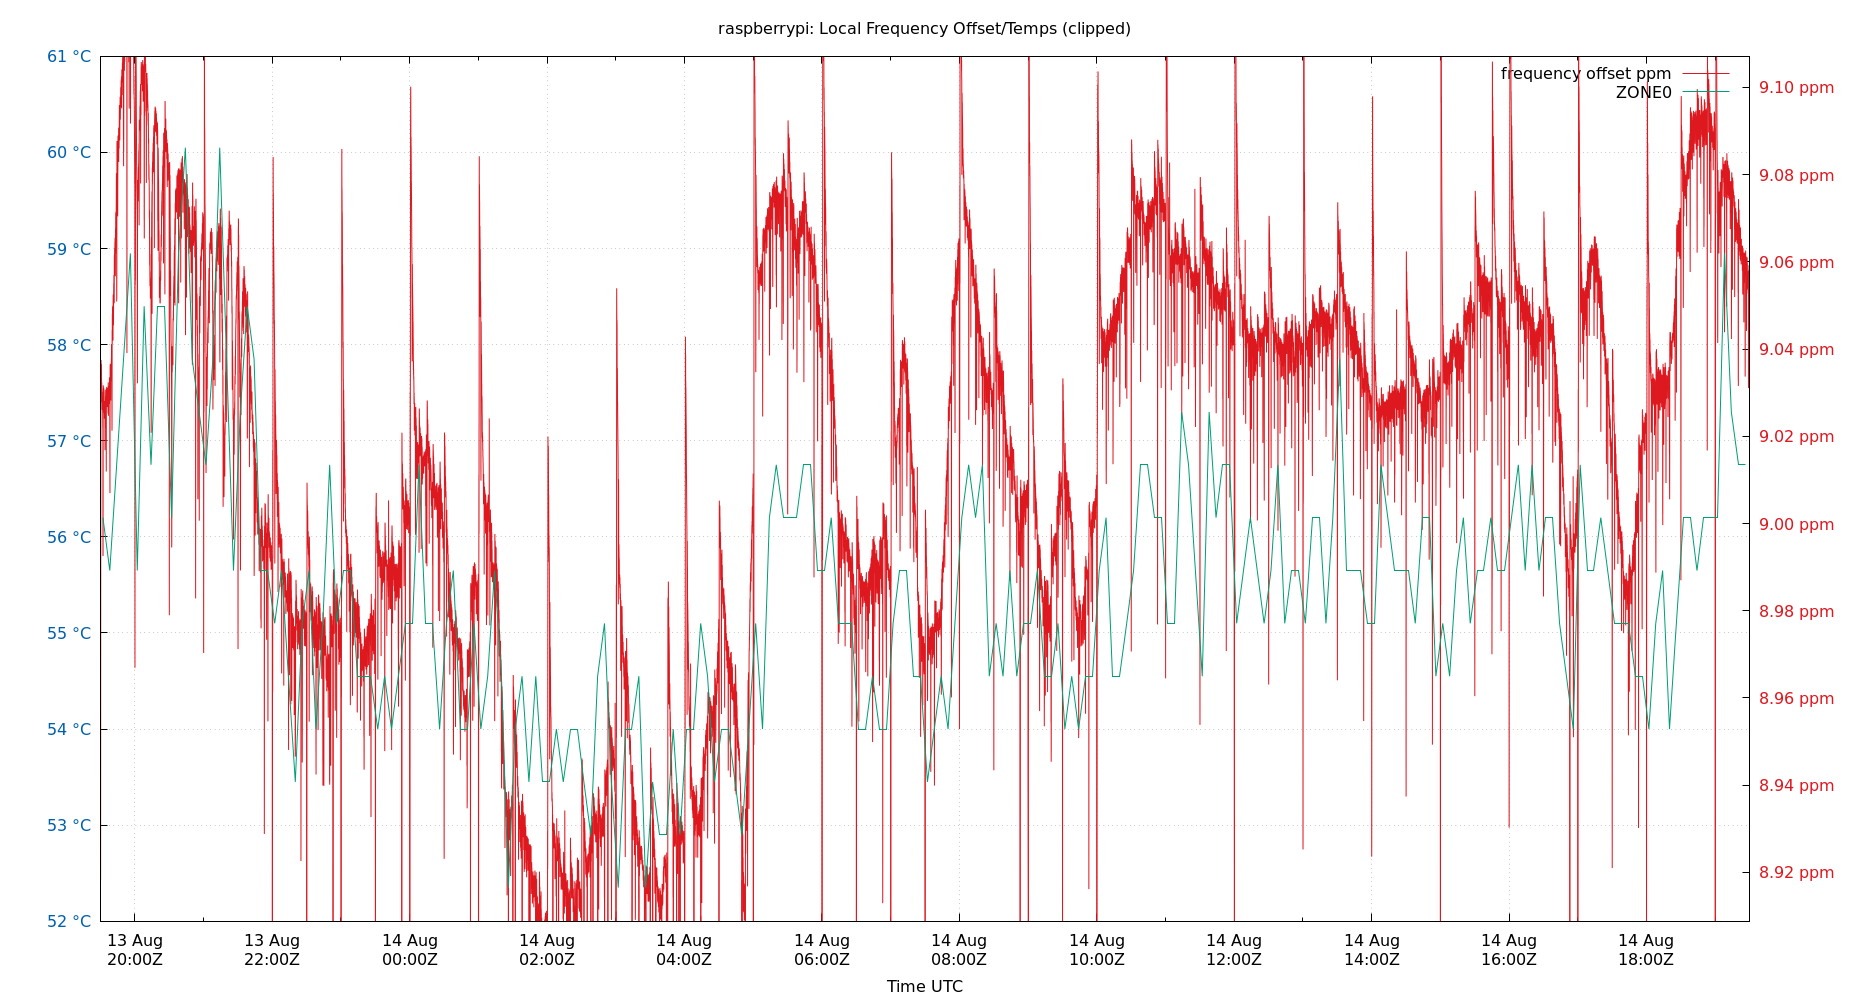 raspberrypi: Local Frequency Offset/Temps (clipped)
61 °C
60 °C
59 °C
58 °C
57 °C
56 °C
55 °C
54 °C
53 °C
52 °C
frequency offset ppm
ZONE0
9.10 ppm
9.08 ppm
9.06 ppm
9.04 ppm
9.02 ppm
9.00 ppm
8.98 ppm
8.96 ppm
8.94 ppm
8.92 ppm
13 Aug 13 Aug 14 Aug 14 Aug 14 Aug 14 Aug 14 Aug 14 Aug 14 Aug 14 Aug 14 Aug 14 Aug
20:00Z 22:00Z 00:00Z 02:00Z 04:00Z 06:00Z 08:00Z 10:00Z 12:00Z 14:00Z 16:00Z 18:00Z
Time UTC